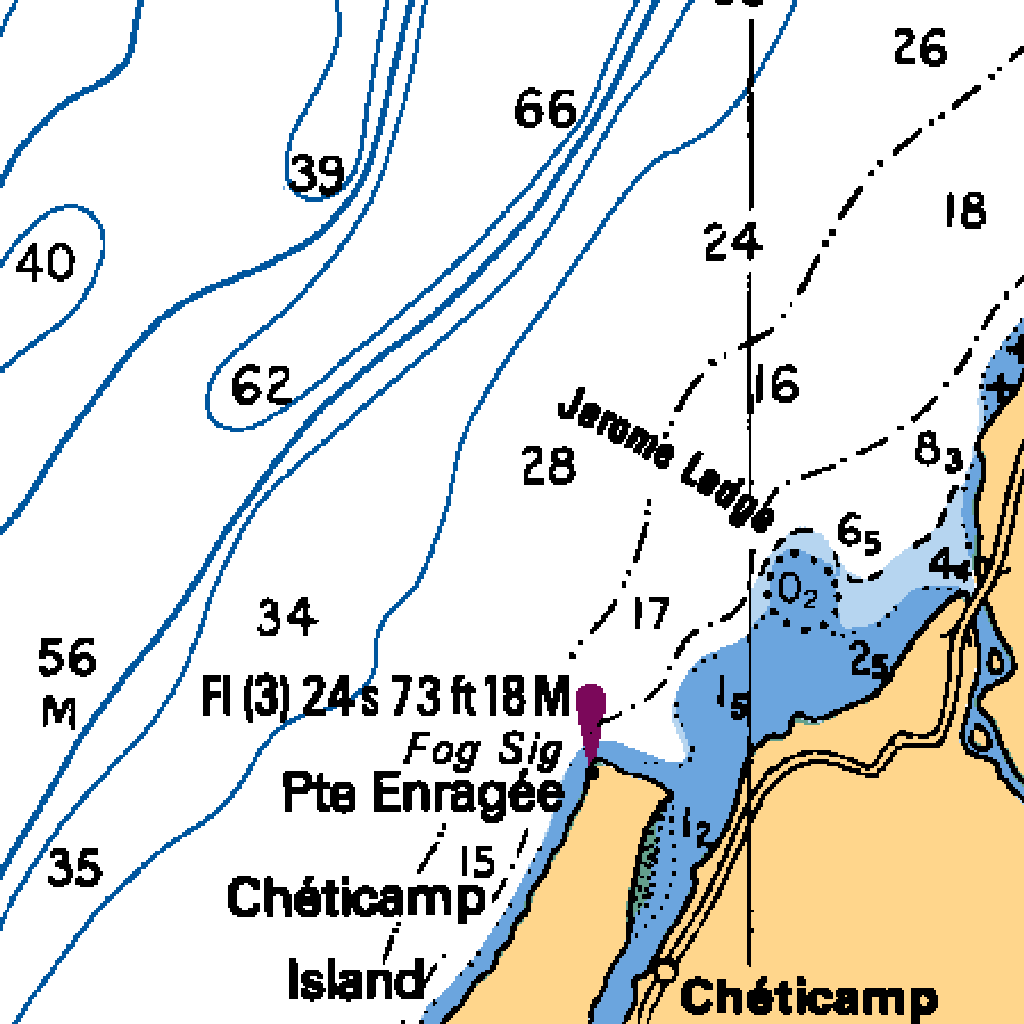 26
66
39
18
24
40
62
16
Jerome Ledge
28
8₃
6₅
4₄
0₂
34
17
56
M
2₅
Fl (3) 24s 73 ft 18 M
1₅
Fog Sig
Pte Enragée
1₂
35
15
Chéticamp
Island
Chéticamp